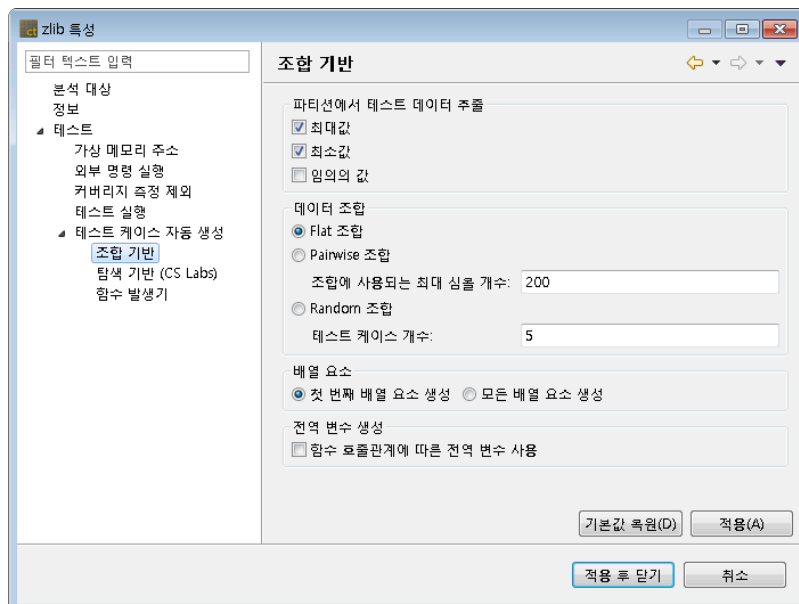 zlib 특성
필터 텍스트 입력
분석 대상
정보
테스트
가상 메모리 주소
외부 명령 실행
커버리지 측정 제외
테스트 실행
테스트 케이스 자동 생성
조합 기반
탐색 기반 (CS Labs)
함수 발생기
조합 기반
파티션에서 테스트 데이터 추출
최대값
최소값
임의의 값
데이터 조합
Flat 조합
Pairwise 조합
조합에 사용되는 최대 심볼 개수: 200
Random 조합
테스트 케이스 개수: 5
배열 요소
첫 번째 배열 요소 생성 모든 배열 요소 생성
전역 변수 생성
함수 호출관계에 따른 전역 변수 사용
기본값 복원(D) 적용(A)
적용 후 닫기 취소